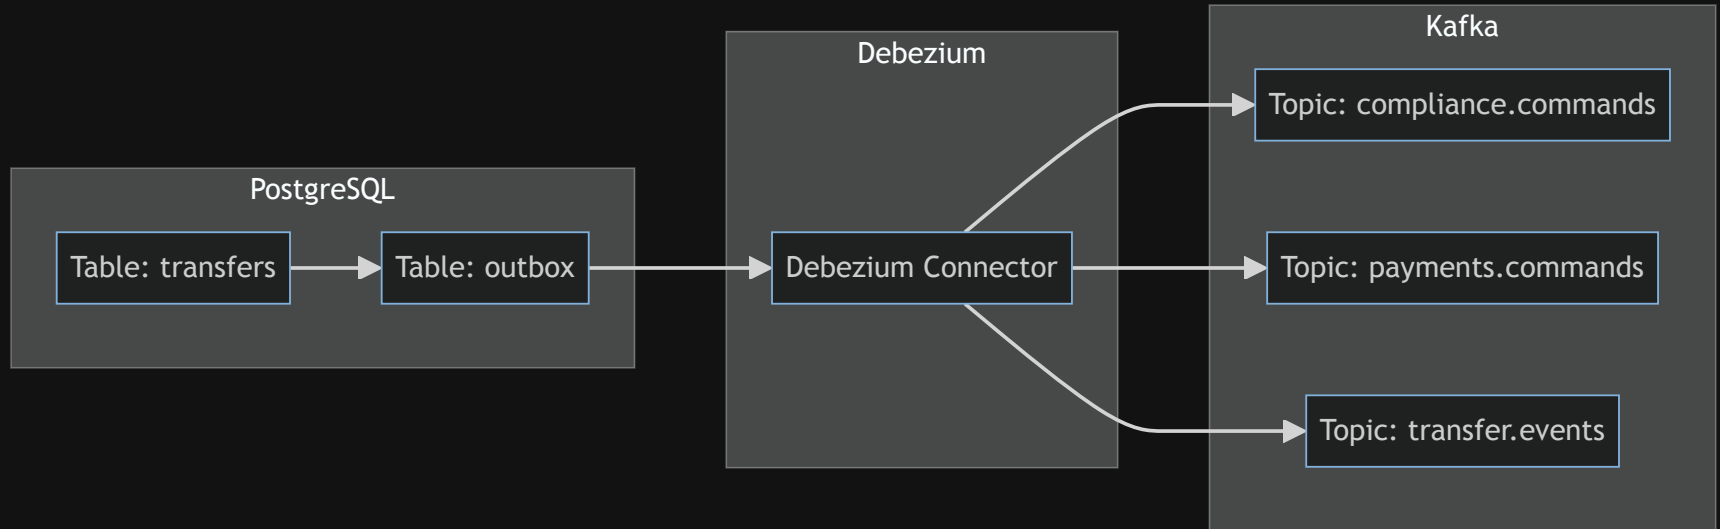 PostgreSQL
Table: transfers
Table: outbox
Debezium
Debezium Connector
Kafka
Topic: compliance.commands
Topic: payments.commands
Topic: transfer.events